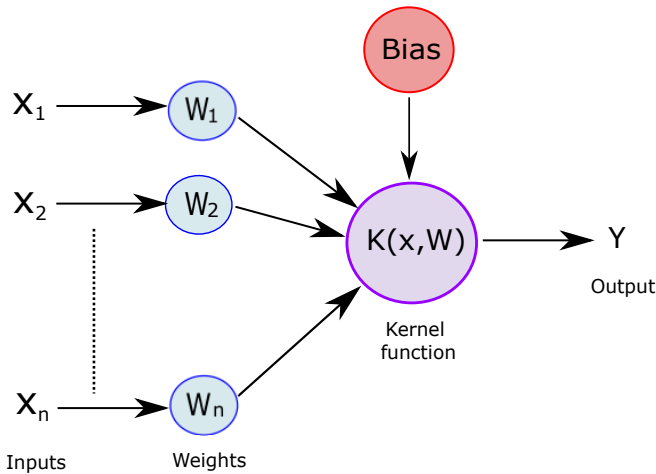 Bias
X₁
W₁
X₂
W₂
K(x,W)
Y
Output
Kernel
function
Xₙ
Wₙ
Inputs
Weights